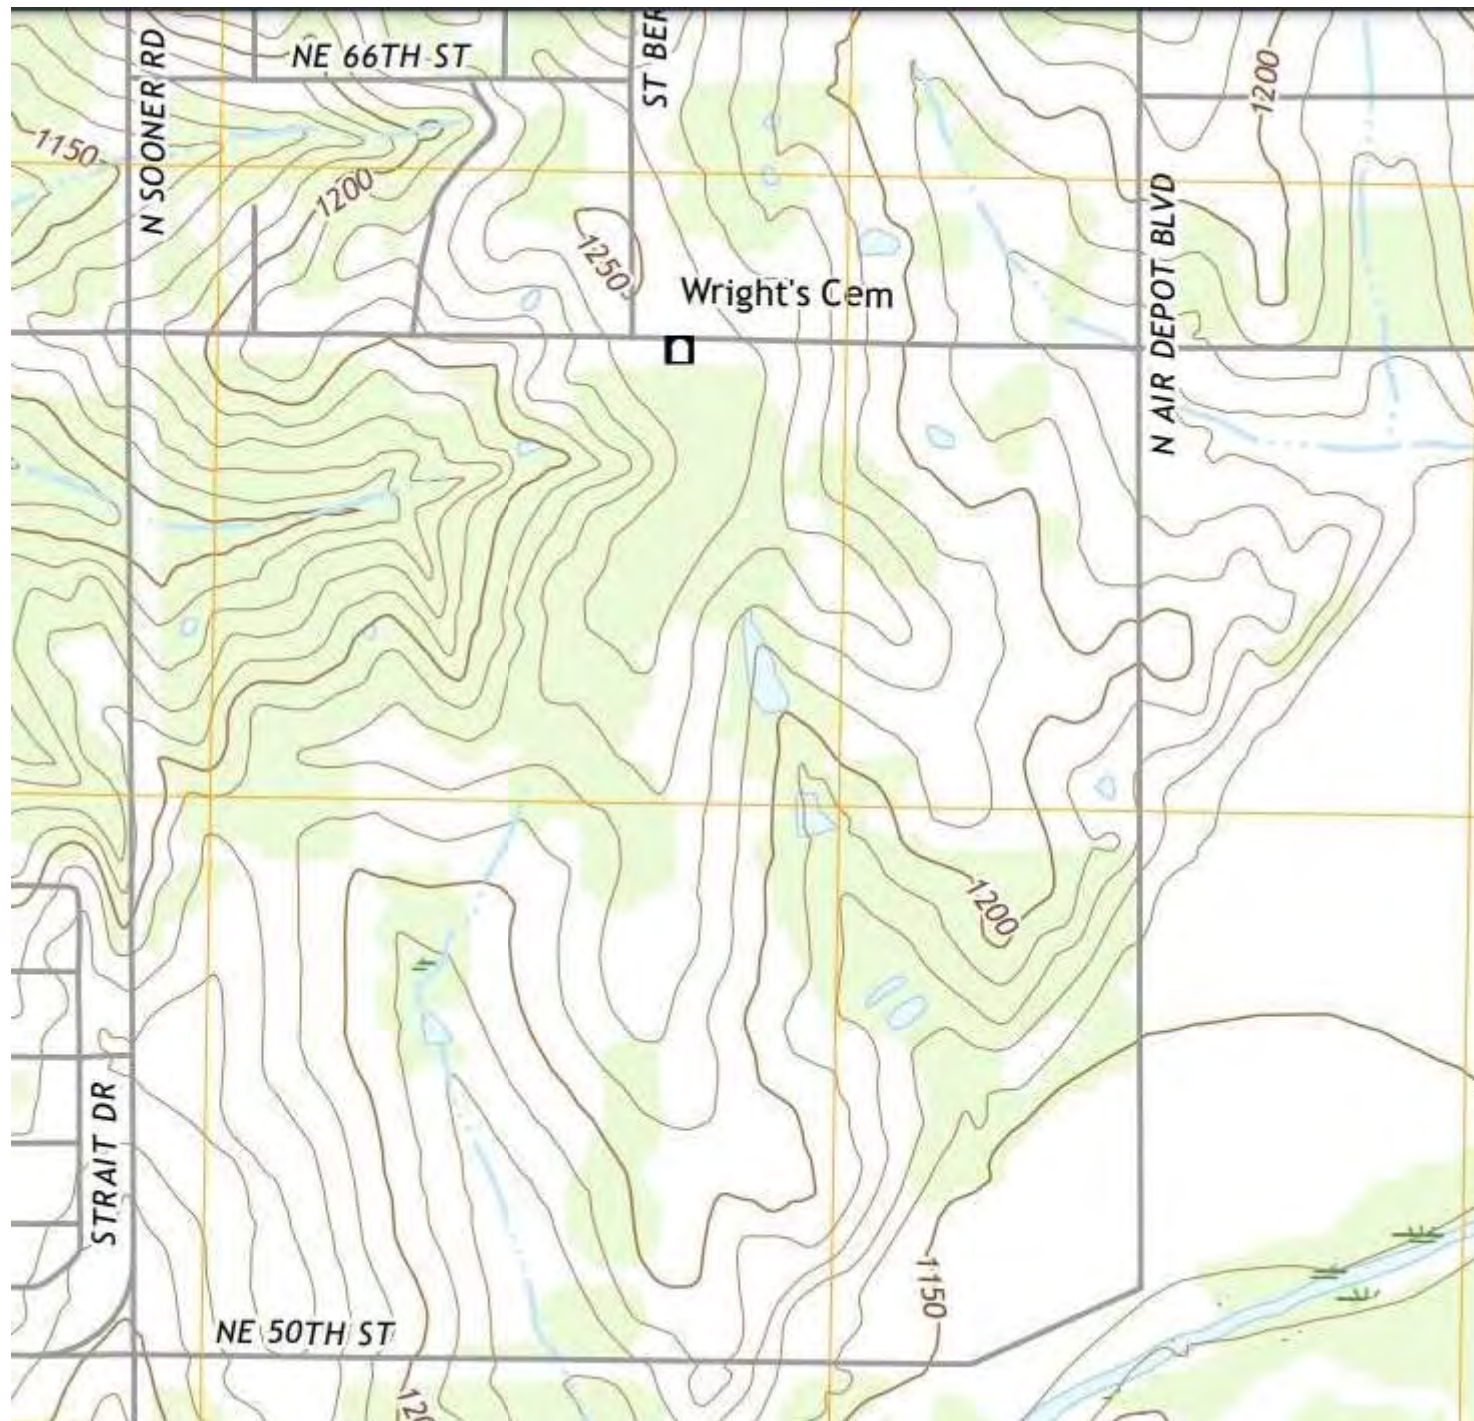 NE 66TH ST
N SOONER RD
ST BER
1200
1150
1200
N AIR DEPOT BLVD
1250
Wright's Cem
1200
STRAIT DR
1150
NE 50TH ST
120